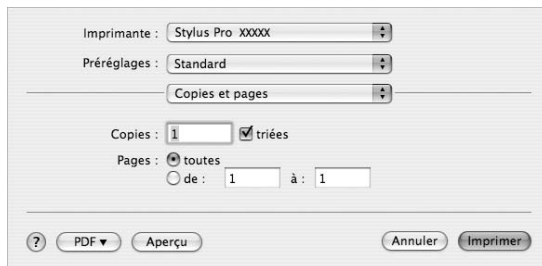 Imprimante : Stylus Pro XXXXX
Préréglages : Standard
Copies et pages
Copies : 1 triées
Pages : toutes
de : 1 à : 1
? PDF Aperçu Annuler Imprimer